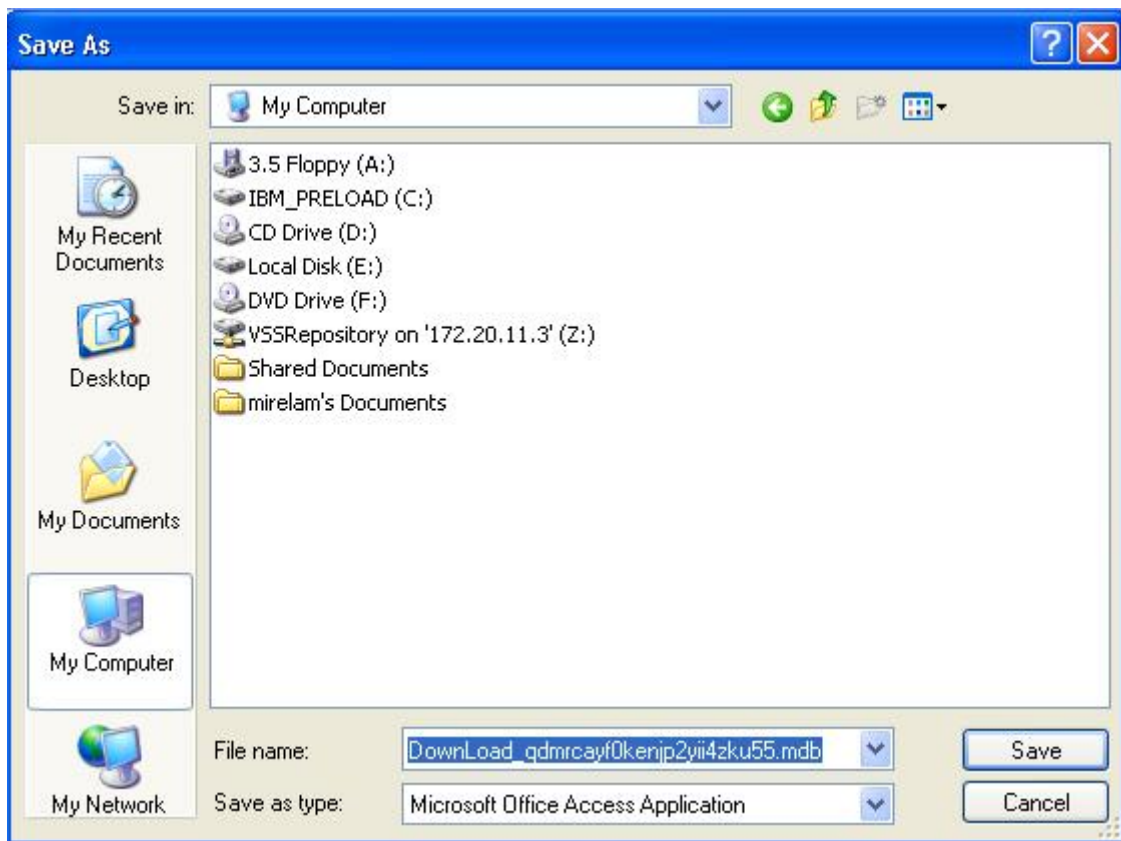 Save As
Save in: My Computer
3.5 Floppy (A:)
IBM_PRELOAD (C:)
CD Drive (D:)
Local Disk (E:)
DVD Drive (F:)
VSSRepository on '172.20.11.3' (Z:)
Shared Documents
mirelam's Documents
My Recent
Documents
Desktop
My Documents
My Computer
My Network
File name: DownLoad_qdmrcayf0kenjp2yii4zku55.mdb Save
Save as type: Microsoft Office Access Application Cancel